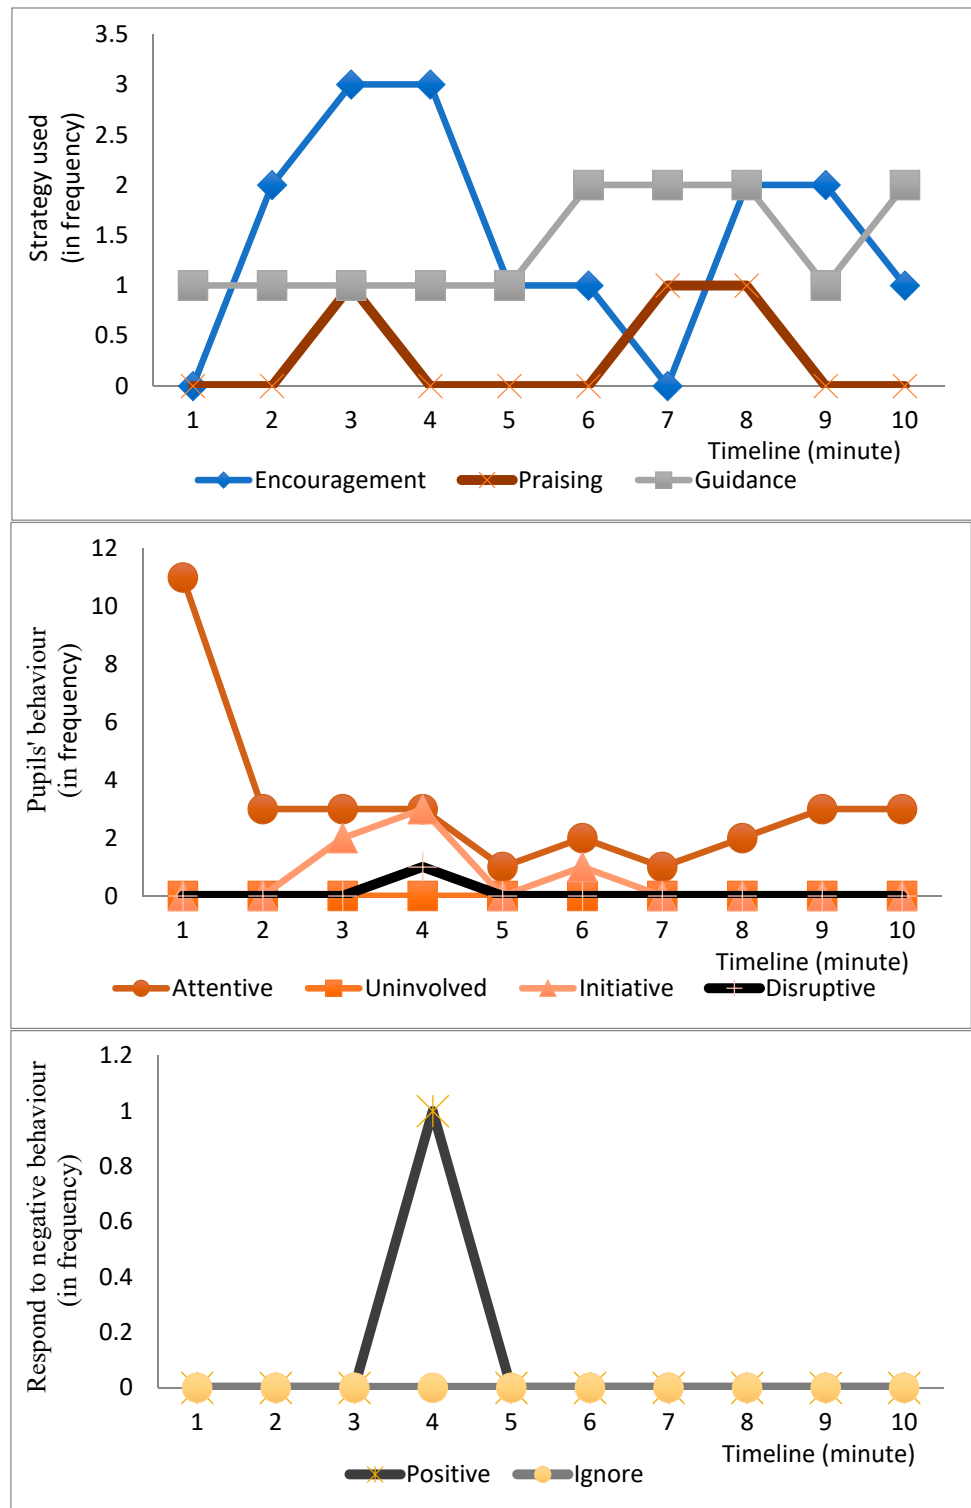 3.5
3
2.5
2
1.5
1
0.5
0
Strategy used
(in frequency)
1 2 3 4 5 6 7 8 9 10
Timeline (minute)
Encouragement Praising Guidance
12
10
8
6
4
2
0
Pupils' behaviour
(in frequency)
1 2 3 4 5 6 7 8 9 10
Timeline (minute)
Attentive Uninvolved Initiative Disruptive
1.2
1
0.8
0.6
0.4
0.2
0
Respond to negative behaviour
(in frequency)
1 2 3 4 5 6 7 8 9 10
Timeline (minute)
Positive Ignore